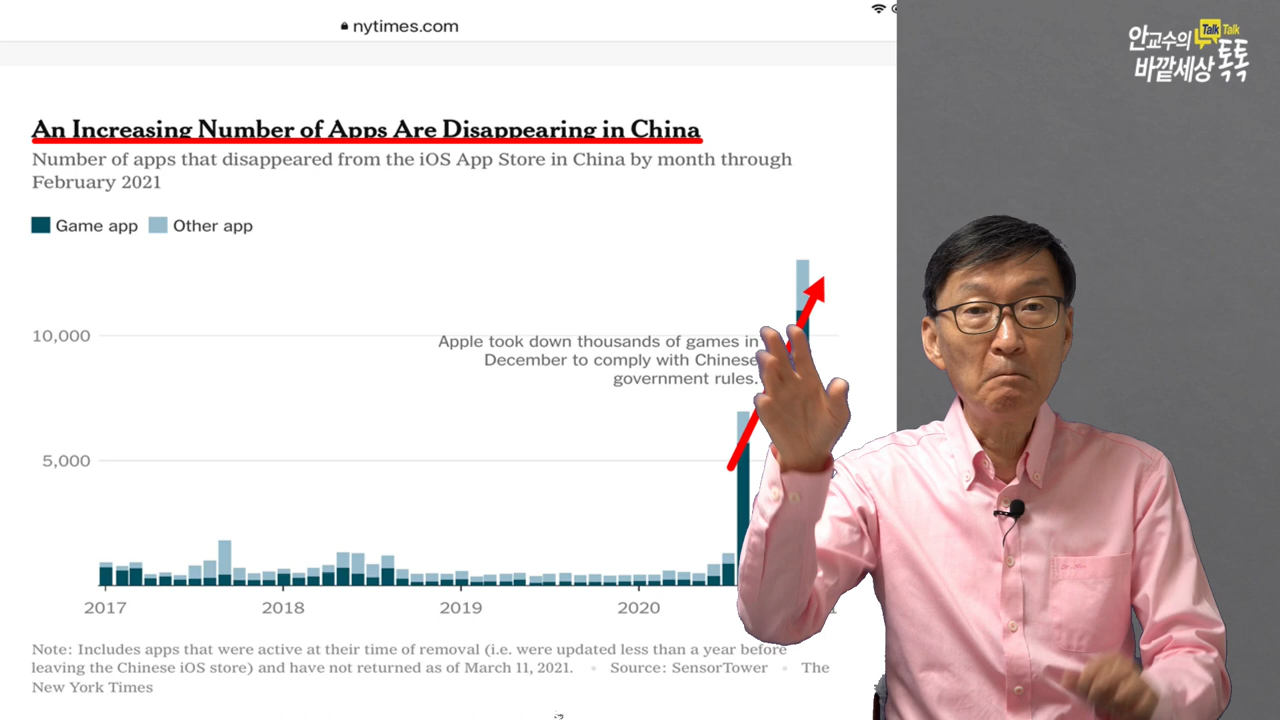 nytimes.com
안교수의
Talk Talk
바깥세상 톡톡
An Increasing Number of Apps Are Disappearing in China
Number of apps that disappeared from the iOS App Store in China by month through
February 2021
Game app Other app
10,000
Apple took down thousands of games in
December to comply with Chinese
government rules.
5,000
2017 2018 2019 2020
Note: Includes apps that were active at their time of removal (i.e. were updated less than a year before
leaving the Chinese iOS store) and have not returned as of March 11, 2021. • Source: SensorTower • The
New York Times